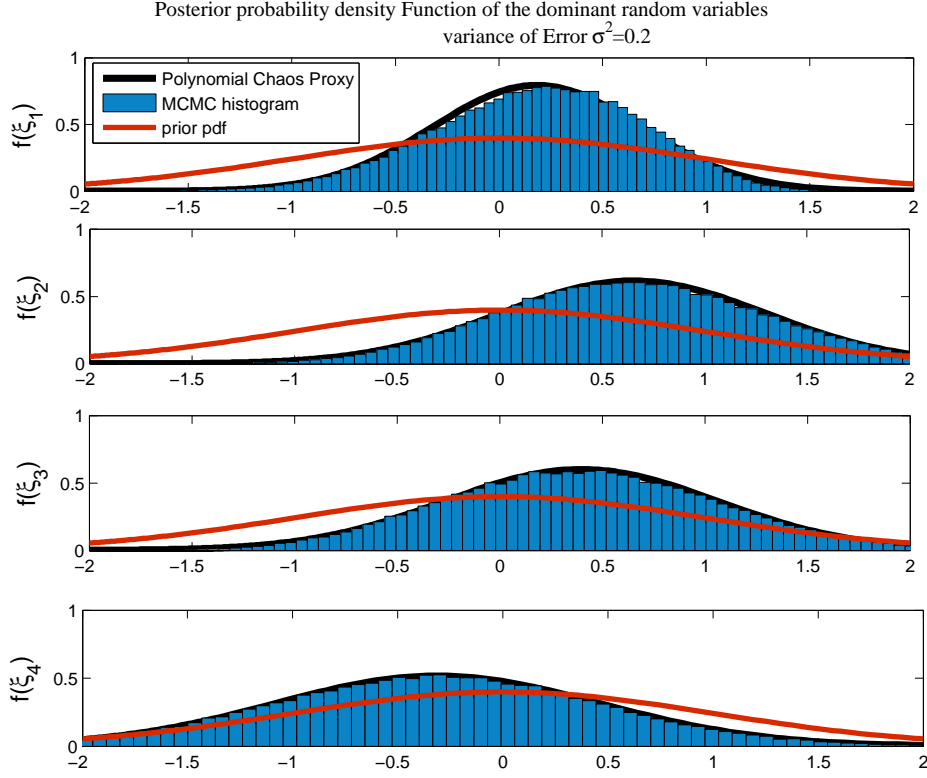 Posterior probability density Function of the dominant random variables
variance of Error σ²=0.2
1
0.5
0
f(ξ₁)
Polynomial Chaos Proxy
MCMC histogram
prior pdf
−2 −1.5 −1 −0.5 0 0.5 1 1.5 2
1
0.5
0
f(ξ₂)
−2 −1.5 −1 −0.5 0 0.5 1 1.5 2
1
0.5
0
f(ξ₃)
−2 −1.5 −1 −0.5 0 0.5 1 1.5 2
1
0.5
0
f(ξ₄)
−2 −1.5 −1 −0.5 0 0.5 1 1.5 2